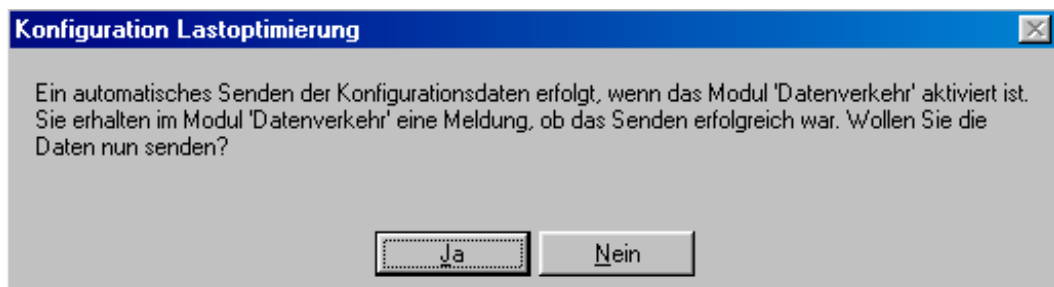 Konfiguration Lastoptimierung
Ein automatisches Senden der Konfigurationsdaten erfolgt, wenn das Modul 'Datenverkehr' aktiviert ist.
Sie erhalten im Modul 'Datenverkehr' eine Meldung, ob das Senden erfolgreich war. Wollen Sie die
Daten nun senden?
Ja Nein